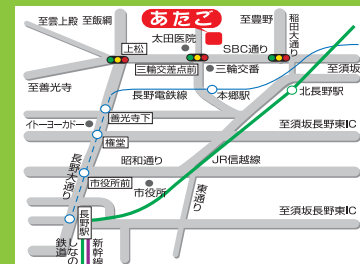 至雲上殿
至飯綱
あたご
至豊野
稲田大通り
太田医院
SBC通り
上松
三輪交差点前
三輪交番
至須坂
至善光寺
長野電鉄線
本郷駅
北長野駅
善光寺下
イトーヨーカドー
至須坂長野東IC
権堂
長野大通り
昭和通り
JR信越線
市役所前
市役所
東通り
長野駅
至須坂長野東IC
しなの鉄道
新幹線